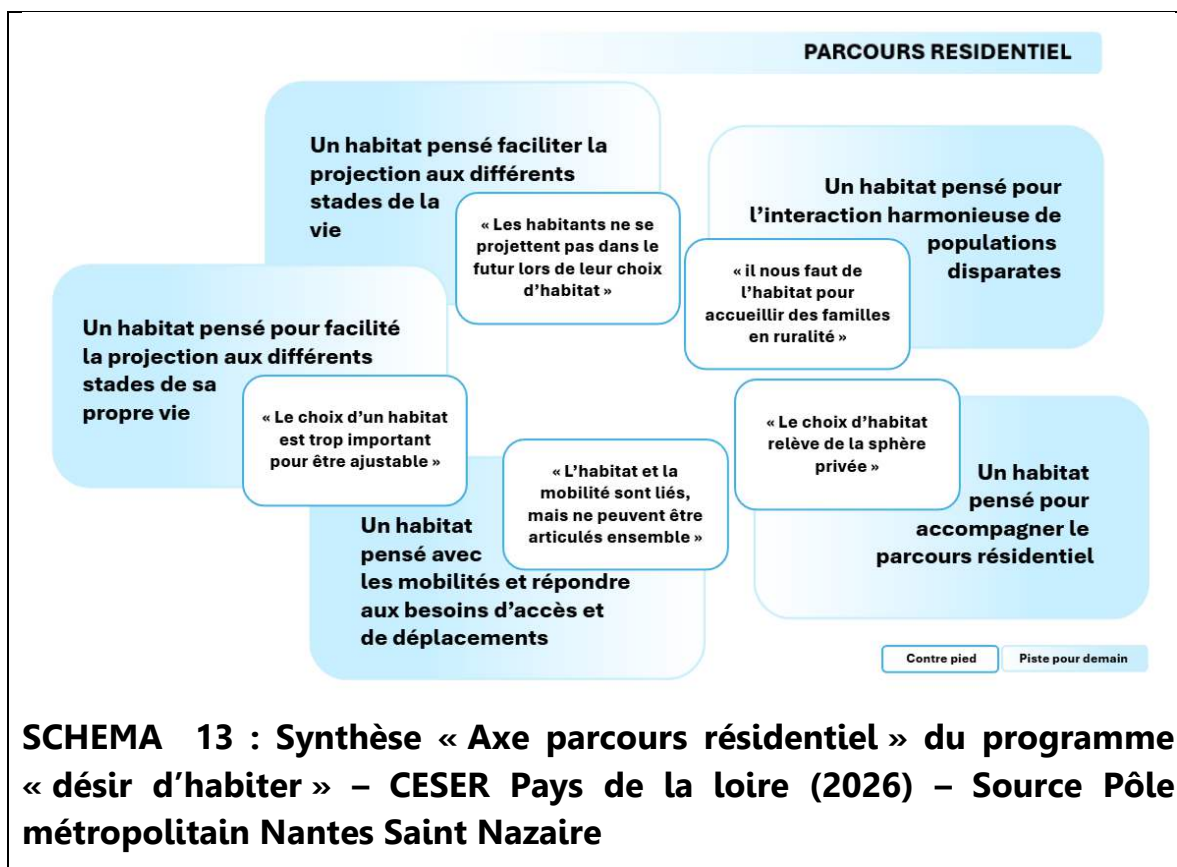 PARCOURS RESIDENTIEL
Un habitat pensé faciliter la
projection aux différents
stades de la
vie
« Les habitants ne se
projettent pas dans le
futur lors de leur choix
d’habitat »
Un habitat pensé pour
l’interaction harmonieuse de
populations
disparates
« il nous faut de
l’habitat pour
accueillir des familles
en ruralité »
Un habitat pensé pour facilité
la projection aux différents
stades de sa
propre vie
« Le choix d’un habitat
est trop important
pour être ajustable »
« L’habitat et la
mobilité sont liés,
mais ne peuvent être
articulés ensemble »
Un habitat
pensé avec
les mobilités et répondre
aux besoins d’accès et
de déplacements
« Le choix d’habitat
relève de la sphère
privée »
Un habitat
pensé pour
accompagner le
parcours résidentiel
Contre pied
Piste pour demain
SCHEMA 13 : Synthèse « Axe parcours résidentiel » du programme
« désir d’habiter » – CESER Pays de la loire (2026) – Source Pôle
métropolitain Nantes Saint Nazaire